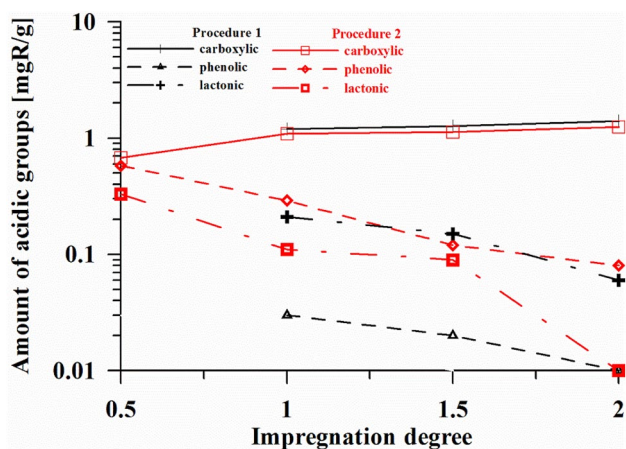 Amount of acidic groups [mgR/g]
10
1
0.1
0.01
Procedure 1 Procedure 2
carboxylic carboxylic
phenolic phenolic
lactonic lactonic
0.5 1 1.5 2
Impregnation degree